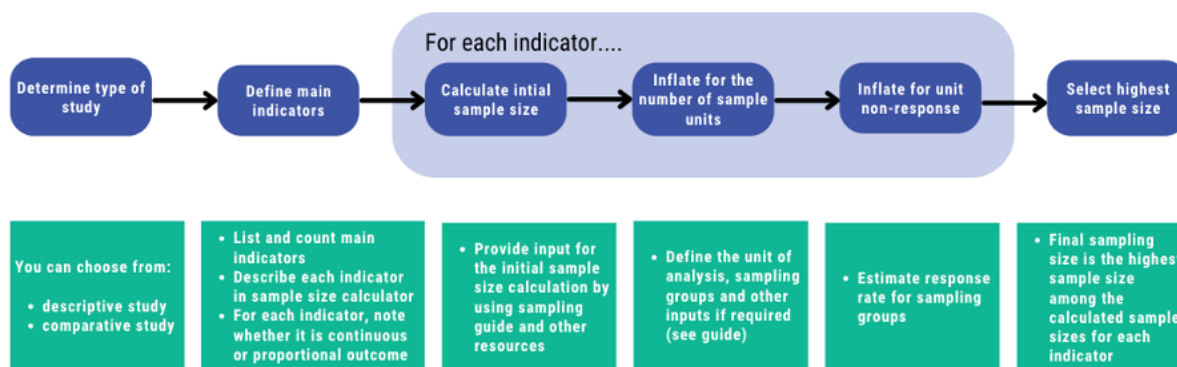 For each indicator....
Determine type of
study
Define main
indicators
Calculate intial
sample size
Inflate for the
number of sample
units
Inflate for unit
non-response
Select highest
sample size
You can choose from:
• descriptive study
• comparative study
• List and count main
indicators
• Describe each indicator
in sample size calculator
• For each indicator, note
whether it is continuous
or proportional outcome
• Provide input for
the initial sample
size calculation by
using sampling
guide and other
resources
• Define the unit of
analysis, sampling
groups and other
inputs if required
(see guide)
• Estimate response
rate for sampling
groups
• Final sampling
size is the highest
sample size
among the
calculated sample
sizes for each
indicator